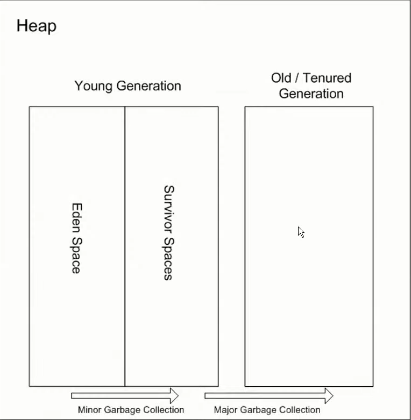 Heap
Young Generation
Old / Tenured
Generation
Eden Space
Survivor Spaces
Minor Garbage Collection
Major Garbage Collection